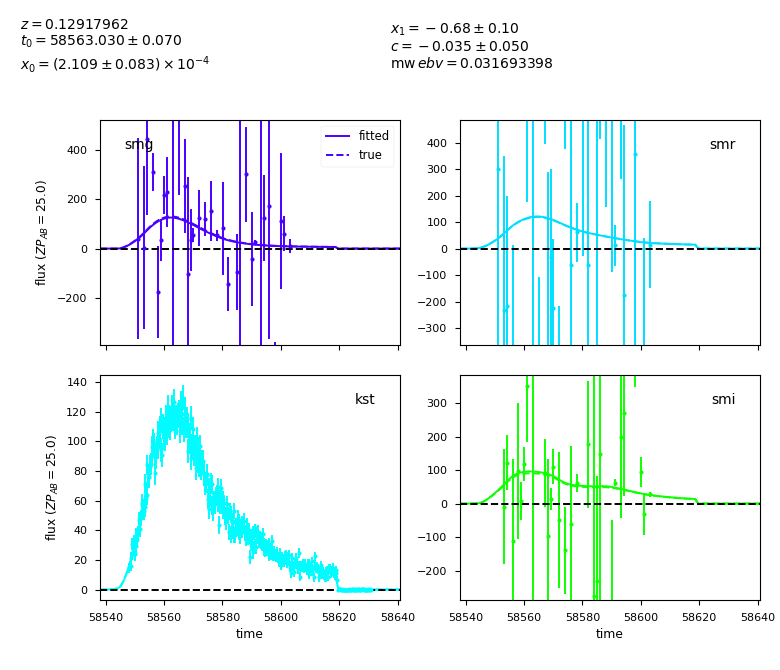 z = 0.12917962
t₀ = 58563.030 ± 0.070
x₀ = (2.109 ± 0.083) × 10⁻⁴
x₁ = −0.68 ± 0.10
c = −0.035 ± 0.050
mw ebv = 0.031693398
smg
fitted
true
400
200
0
−200
flux (ZP_AB = 25.0)
smr
400
300
200
100
0
−100
−200
−300
kst
140
120
100
80
60
40
20
0
flux (ZP_AB = 25.0)
58540 58560 58580 58600 58620 58640
time
smi
300
200
100
0
−100
−200
58540 58560 58580 58600 58620 58640
time